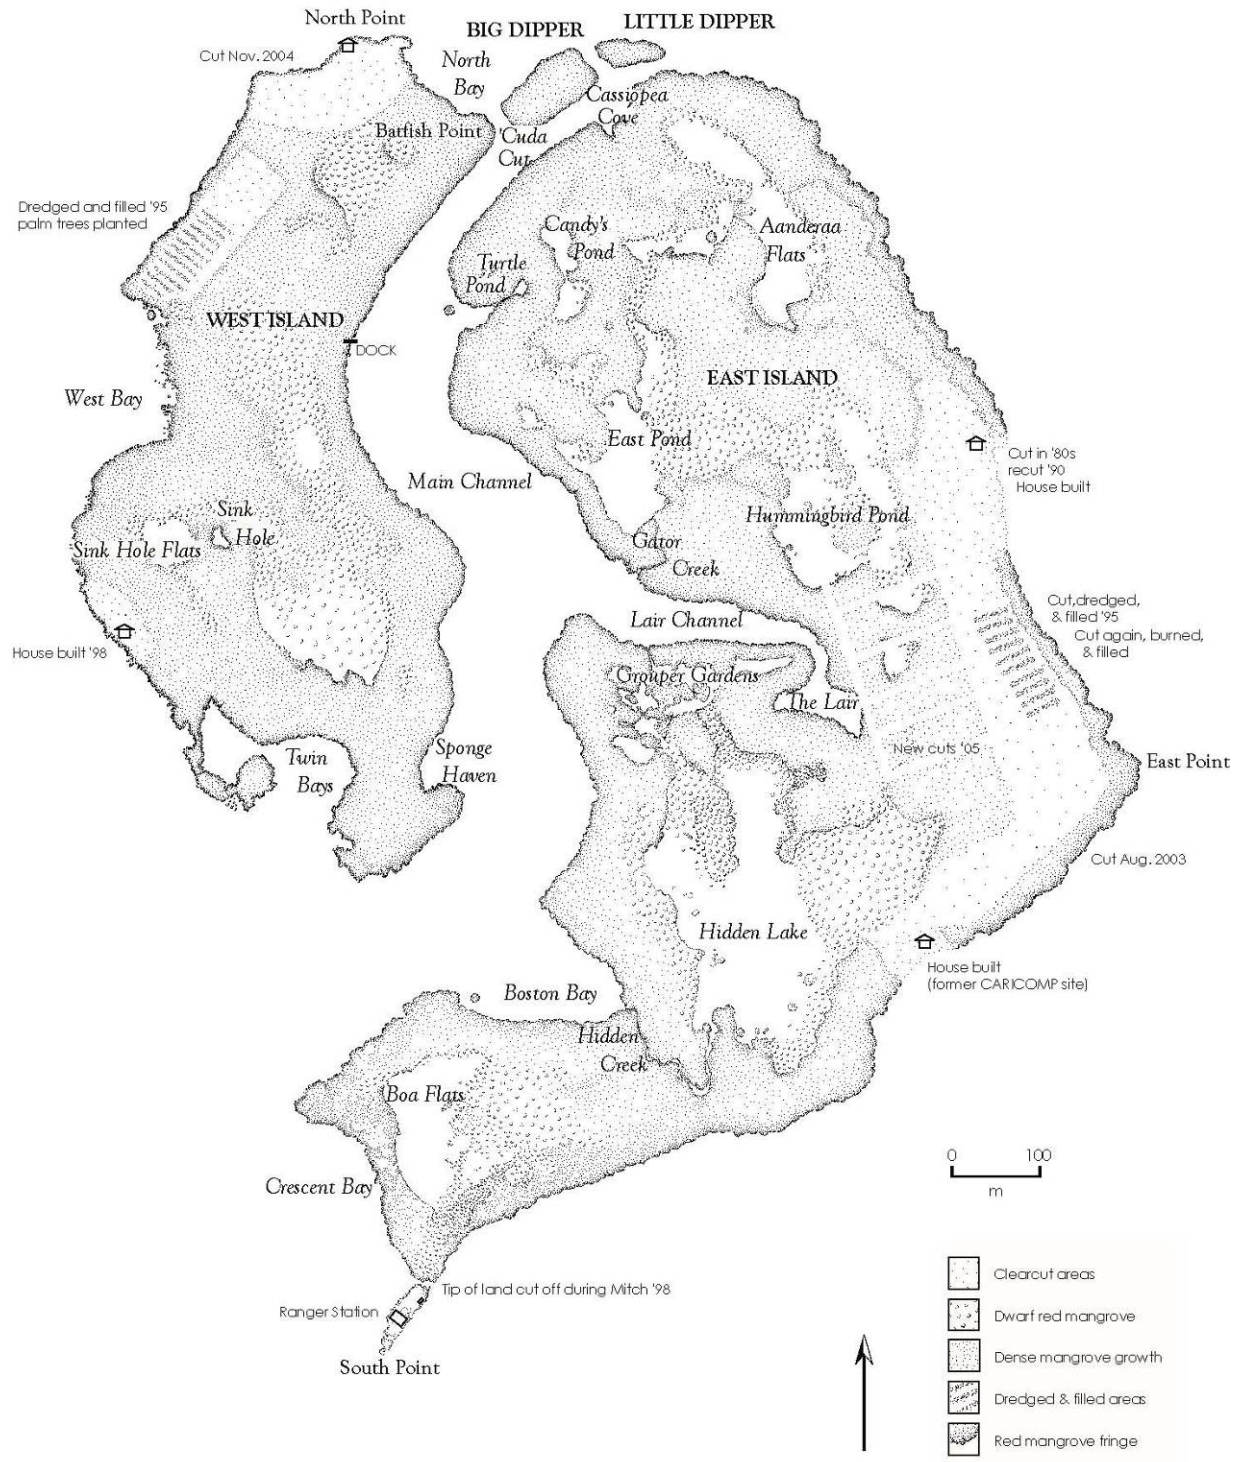 North Point
BIG DIPPER
LITTLE DIPPER
Cut Nov. 2004
North
Bay
Cassiopea
Cove
Batfish Point
'Cuda
Cut
Dredged and filled '95
palm trees planted
Candy's
Pond
Aanderaa
Flats
Turtle
Pond
WEST ISLAND
DOCK
EAST ISLAND
West Bay
East Pond
Cut in '80s
recut '90
House built
Main Channel
Sink
Hole
Hummingbird Pond
Sink Hole Flats
Gator
Creek
Cut,dredged,
& filled '95
Cut again, burned,
& filled
Lair Channel
House built '98
Grouper Gardens
The Lair
New cuts '05
Sponge
Haven
Twin
Bays
East Point
Cut Aug. 2003
Hidden Lake
House built
(former CARICOMP site)
Boston Bay
Hidden
Creek
Boa Flats
Crescent Bay
0 100
m
Tip of land cut off during Mitch '98
Ranger Station
South Point
Clearcut areas
Dwarf red mangrove
Dense mangrove growth
Dredged & filled areas
Red mangrove fringe